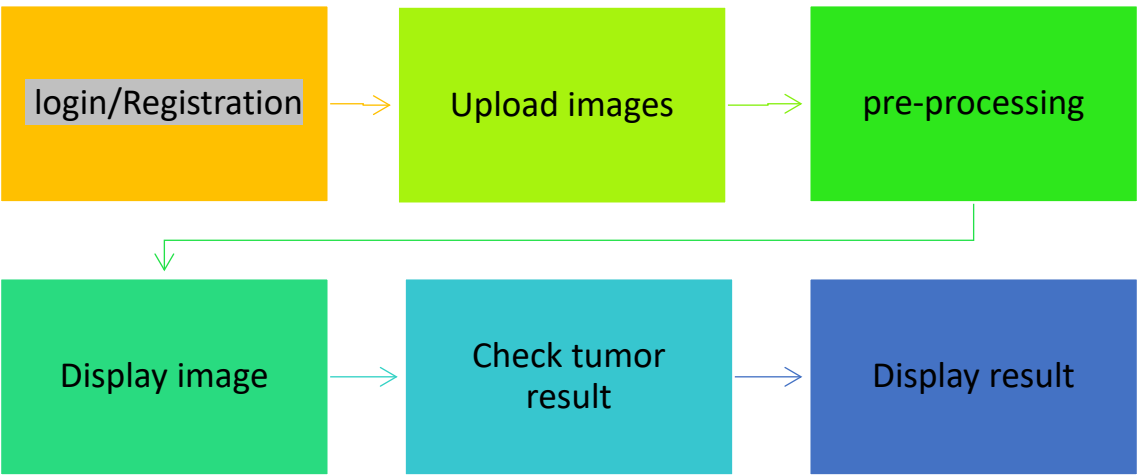 login/Registration
Upload images
pre-processing
Display image
Check tumor
result
Display result